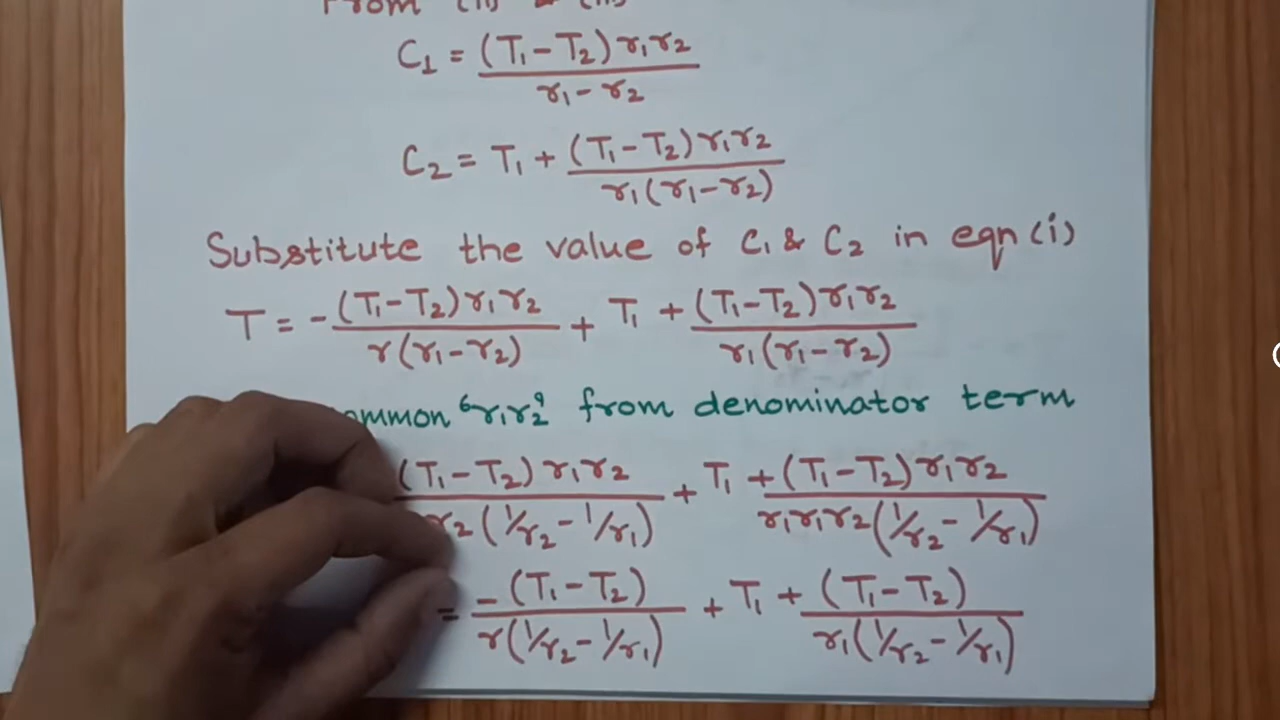 From (ii) & (iii)
C₁ = (T₁ - T₂) r₁r₂ / r₁ - r₂
C₂ = T₁ + (T₁ - T₂) r₁r₂ / r₁(r₁ - r₂)
Substitute the value of C₁ & C₂ in eqn (i)
T = - (T₁ - T₂) r₁r₂ / r(r₁ - r₂) + T₁ + (T₁ - T₂) r₁r₂ / r₁(r₁ - r₂)
ommon ‘r₁r₂’ from denominator term
(T₁ - T₂) r₁r₂ / r₂(1/r₂ - 1/r₁) + T₁ + (T₁ - T₂) r₁r₂ / r₁r₁r₂(1/r₂ - 1/r₁)
= - (T₁ - T₂) / r(1/r₂ - 1/r₁) + T₁ + (T₁ - T₂) / r₁(1/r₂ - 1/r₁)